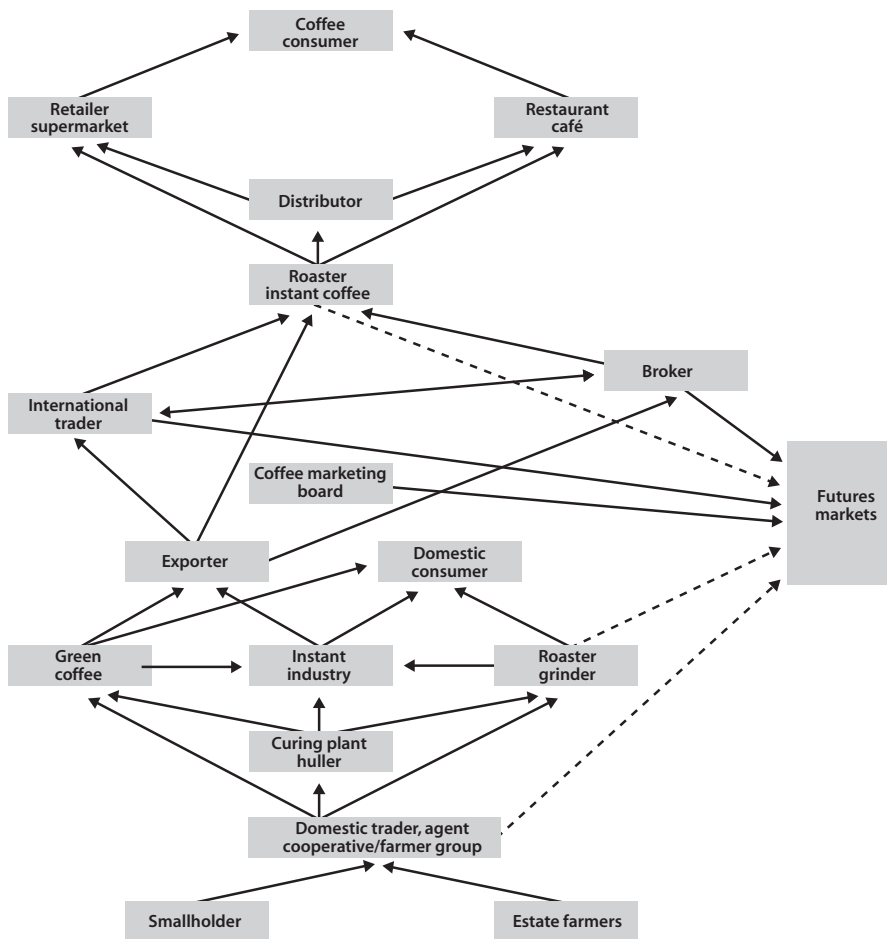 Coffee
consumer
Retailer
supermarket
Restaurant
café
Distributor
Roaster
instant coffee
Broker
International
trader
Coffee marketing
board
Futures
markets
Exporter
Domestic
consumer
Green
coffee
Instant
industry
Roaster
grinder
Curing plant
huller
Domestic trader, agent
cooperative/farmer group
Smallholder
Estate farmers